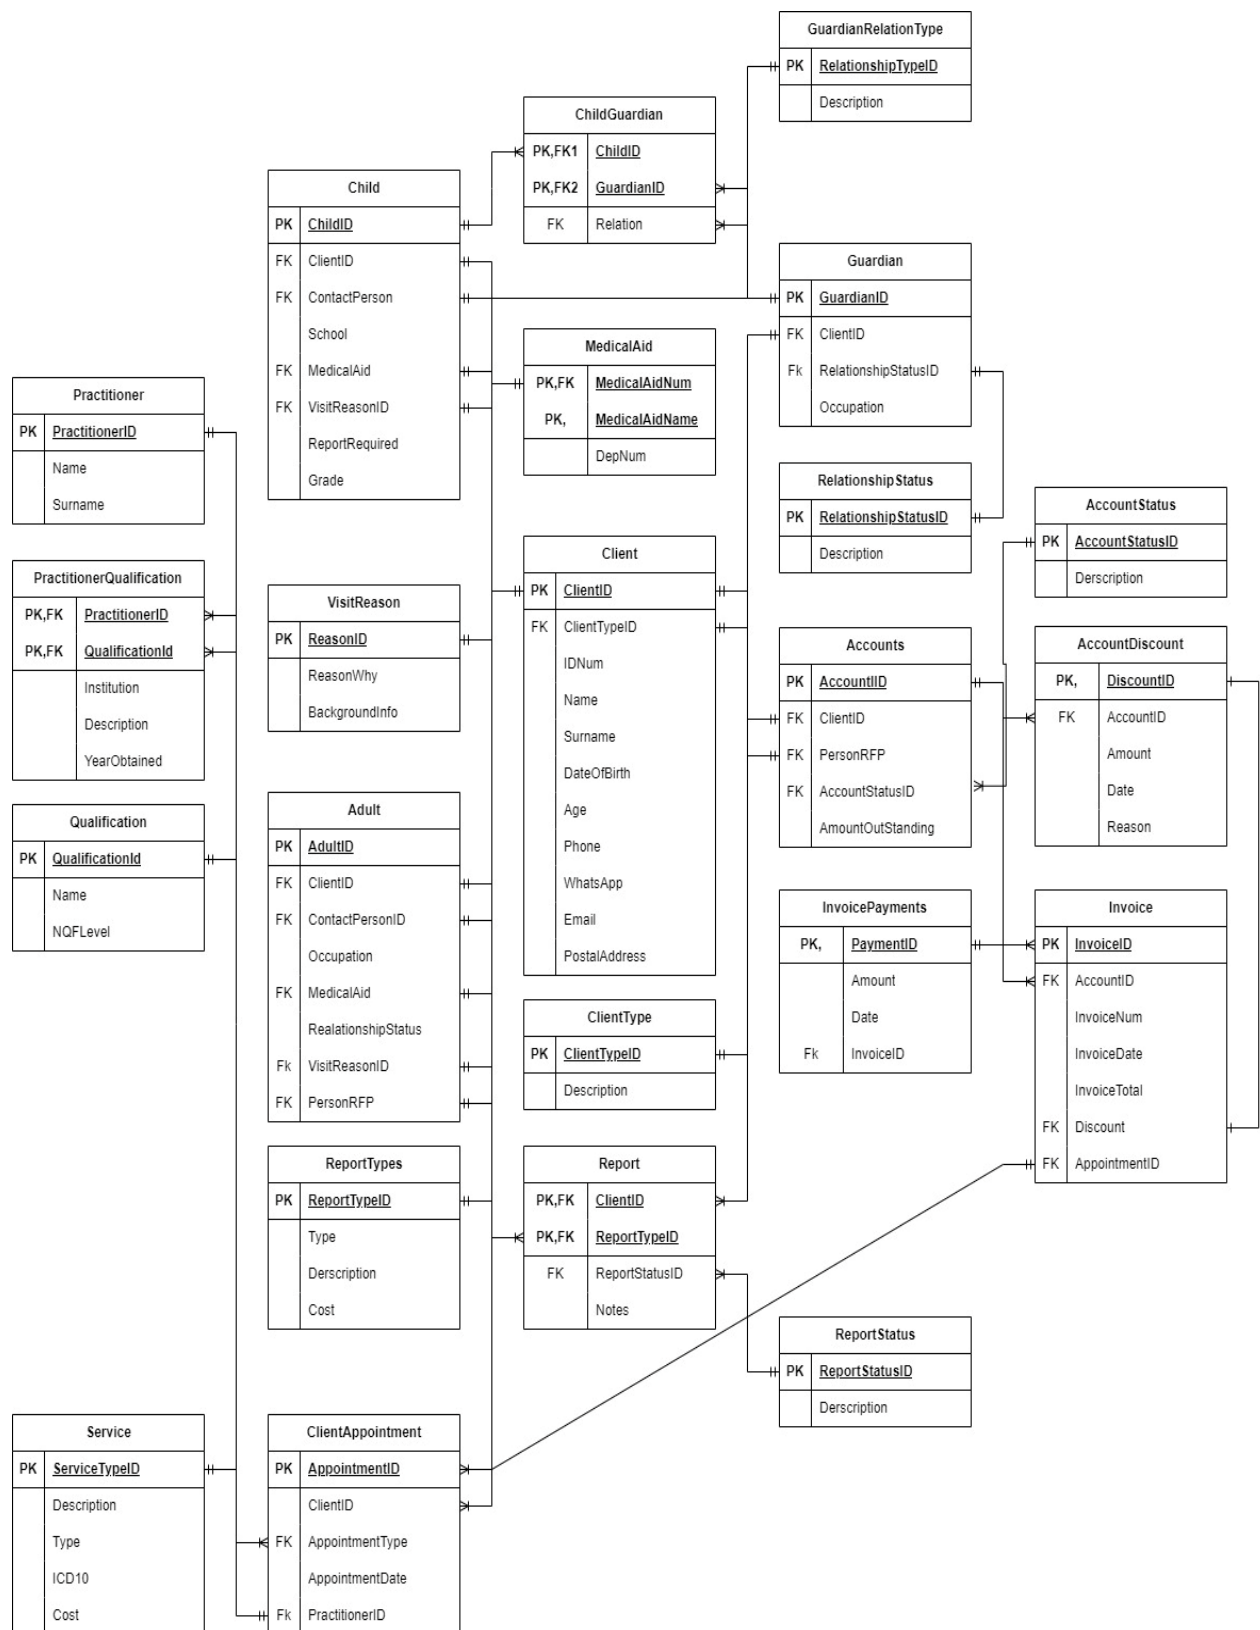 GuardianRelationType
PK RelationshipTypeID
Description
ChildGuardian
PK,FK1 ChildID
PK,FK2 GuardianID
FK Relation
Child
PK ChildID
FK ClientID
FK ContactPerson
School
FK MedicalAid
FK VisitReasonID
ReportRequired
Grade
Guardian
PK GuardianID
FK ClientID
Fk RelationshipStatusID
Occupation
MedicalAid
PK,FK MedicalAidNum
PK, MedicalAidName
DepNum
Practitioner
PK PractitionerID
Name
Surname
RelationshipStatus
PK RelationshipStatusID
Description
AccountStatus
PK AccountStatusID
Derscription
Client
PK ClientID
FK ClientTypeID
IDNum
Name
Surname
DateOfBirth
Age
Phone
WhatsApp
Email
PostalAddress
PractitionerQualification
PK,FK PractitionerID
PK,FK QualificationId
Institution
Description
YearObtained
VisitReason
PK ReasonID
ReasonWhy
BackgroundInfo
Accounts
PK AccountIID
FK ClientID
FK PersonRFP
FK AccountStatusID
AmountOutStanding
AccountDiscount
PK, DiscountID
FK AccountID
Amount
Date
Reason
Qualification
PK QualificationId
Name
NQFLevel
Adult
PK AdultID
FK ClientID
FK ContactPersonID
Occupation
FK MedicalAid
RealationshipStatus
Fk VisitReasonID
FK PersonRFP
InvoicePayments
PK, PaymentID
Amount
Date
Fk InvoiceID
Invoice
PK InvoiceID
FK AccountID
InvoiceNum
InvoiceDate
InvoiceTotal
FK Discount
FK AppointmentID
ClientType
PK ClientTypeID
Description
ReportTypes
PK ReportTypeID
Type
Derscription
Cost
Report
PK,FK ClientID
PK,FK ReportTypeID
FK ReportStatusID
Notes
ReportStatus
PK ReportStatusID
Derscription
Service
PK ServiceTypeID
Description
Type
ICD10
Cost
ClientAppointment
PK AppointmentID
ClientID
FK AppointmentType
AppointmentDate
Fk PractitionerID